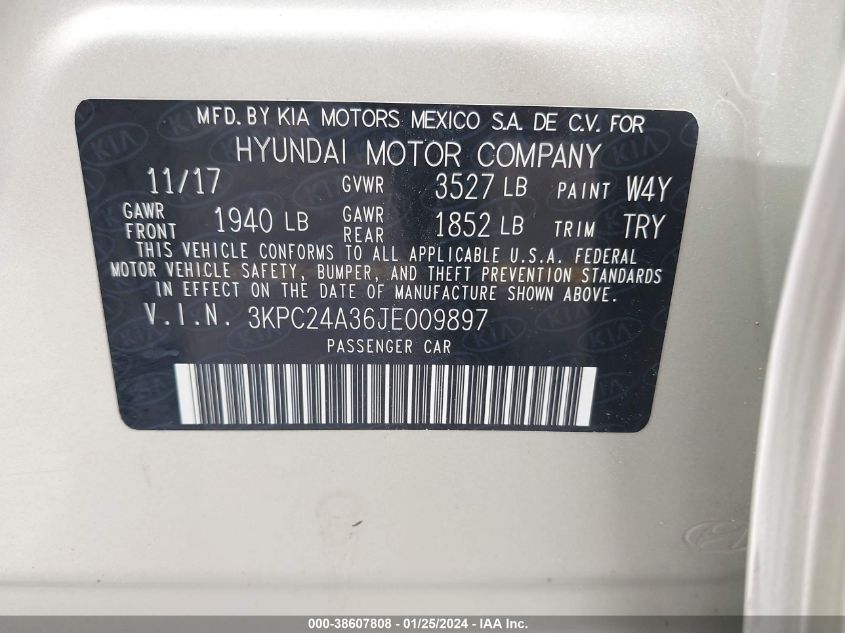 MFD. BY KIA MOTORS MEXICO S.A. DE C.V. FOR
HYUNDAI MOTOR COMPANY
11/17 GVWR 3527 LB PAINT W4Y
GAWR FRONT 1940 LB GAWR REAR 1852 LB TRIM TRY
THIS VEHICLE CONFORMS TO ALL APPLICABLE U.S.A. FEDERAL
MOTOR VEHICLE SAFETY, BUMPER, AND THEFT PREVENTION STANDARDS
IN EFFECT ON THE DATE OF MANUFACTURE SHOWN ABOVE.
V.I.N. 3KPC24A36JE009897
PASSENGER CAR
000-38607808 - 01/25/2024 - IAA Inc.